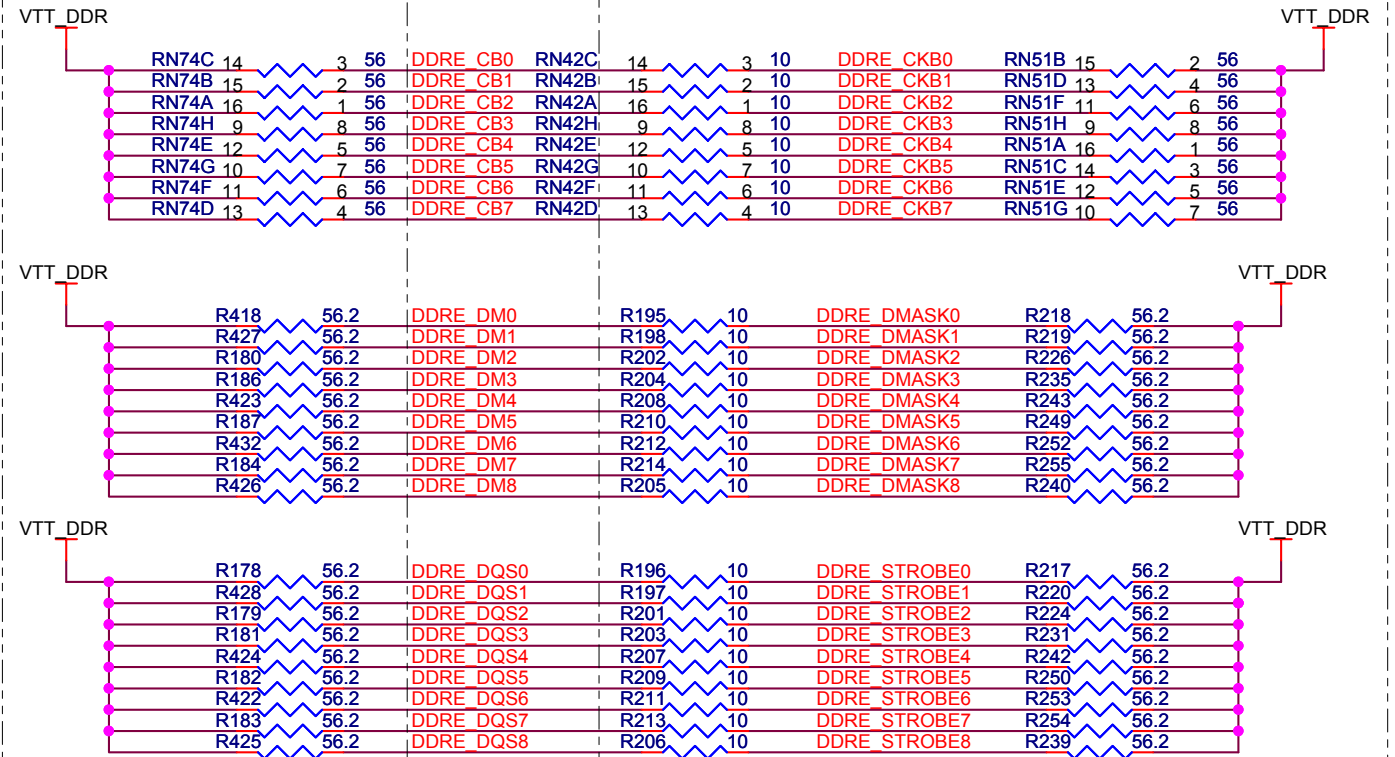 VTT_DDR VTT_DDR
RN74C 14 3 56 DDRE_CB0 RN42C 14 3 10 DDRE_CKB0 RN51B 15 2 56
RN74B 15 2 56 DDRE_CB1 RN42B 15 2 10 DDRE_CKB1 RN51D 13 4 56
RN74A 16 1 56 DDRE_CB2 RN42A 16 1 10 DDRE_CKB2 RN51F 11 6 56
RN74H 9 8 56 DDRE_CB3 RN42H 9 8 10 DDRE_CKB3 RN51H 9 8 56
RN74E 12 5 56 DDRE_CB4 RN42E 12 5 10 DDRE_CKB4 RN51A 16 1 56
RN74G 10 7 56 DDRE_CB5 RN42G 10 7 10 DDRE_CKB5 RN51C 14 3 56
RN74F 11 6 56 DDRE_CB6 RN42F 11 6 10 DDRE_CKB6 RN51E 12 5 56
RN74D 13 4 56 DDRE_CB7 RN42D 13 4 10 DDRE_CKB7 RN51G 10 7 56
VTT_DDR VTT_DDR
R418 56.2 DDRE_DM0 R195 10 DDRE_DMASK0 R218 56.2
R427 56.2 DDRE_DM1 R198 10 DDRE_DMASK1 R219 56.2
R180 56.2 DDRE_DM2 R202 10 DDRE_DMASK2 R226 56.2
R186 56.2 DDRE_DM3 R204 10 DDRE_DMASK3 R235 56.2
R423 56.2 DDRE_DM4 R208 10 DDRE_DMASK4 R243 56.2
R187 56.2 DDRE_DM5 R210 10 DDRE_DMASK5 R249 56.2
R432 56.2 DDRE_DM6 R212 10 DDRE_DMASK6 R252 56.2
R184 56.2 DDRE_DM7 R214 10 DDRE_DMASK7 R255 56.2
R426 56.2 DDRE_DM8 R205 10 DDRE_DMASK8 R240 56.2
VTT_DDR VTT_DDR
R178 56.2 DDRE_DQS0 R196 10 DDRE_STROBE0 R217 56.2
R428 56.2 DDRE_DQS1 R197 10 DDRE_STROBE1 R220 56.2
R179 56.2 DDRE_DQS2 R201 10 DDRE_STROBE2 R224 56.2
R181 56.2 DDRE_DQS3 R203 10 DDRE_STROBE3 R231 56.2
R424 56.2 DDRE_DQS4 R207 10 DDRE_STROBE4 R242 56.2
R182 56.2 DDRE_DQS5 R209 10 DDRE_STROBE5 R250 56.2
R422 56.2 DDRE_DQS6 R211 10 DDRE_STROBE6 R253 56.2
R183 56.2 DDRE_DQS7 R213 10 DDRE_STROBE7 R254 56.2
R425 56.2 DDRE_DQS8 R206 10 DDRE_STROBE8 R239 56.2